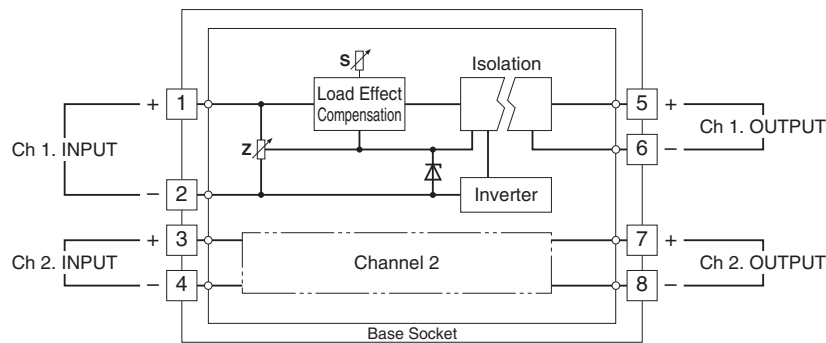 S
Isolation
+ 1
Load Effect
Compensation
5 +
Ch 1. INPUT
Z
Ch 1. OUTPUT
6 −
− 2
Inverter
+ 3
7 +
Ch 2. INPUT
Channel 2
Ch 2. OUTPUT
− 4
8 −
Base Socket